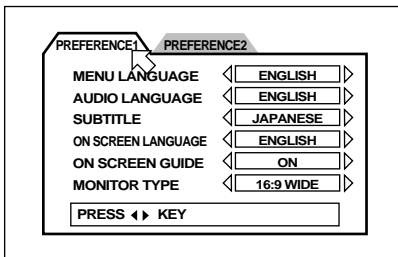 PREFERENCE1 PREFERENCE2
MENU LANGUAGE ENGLISH
AUDIO LANGUAGE ENGLISH
SUBTITLE JAPANESE
ON SCREEN LANGUAGE ENGLISH
ON SCREEN GUIDE ON
MONITOR TYPE 16:9 WIDE
PRESS KEY